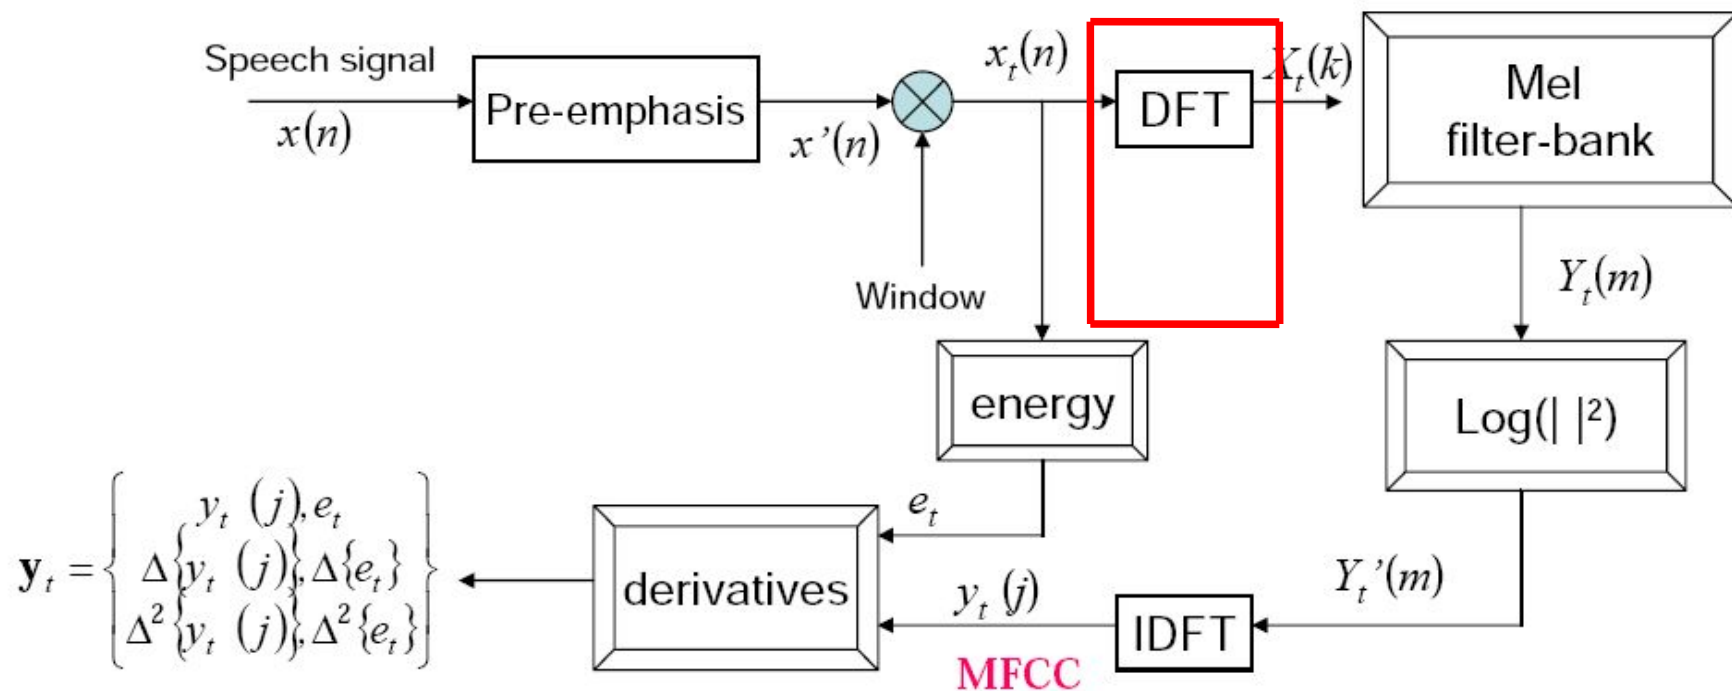 Speech signal
x(n)
Pre-emphasis
x'(n)
Window
x_t(n)
DFT
X_t(k)
Mel
filter-bank
Y_t(m)
Log(| |²)
Y_t'(m)
IDFT
y_t (j)
MFCC
energy
e_t
derivatives
y_t = { y_t (j), e_t
Δ{y_t (j)}, Δ{e_t}
Δ²{y_t (j)}, Δ²{e_t} }